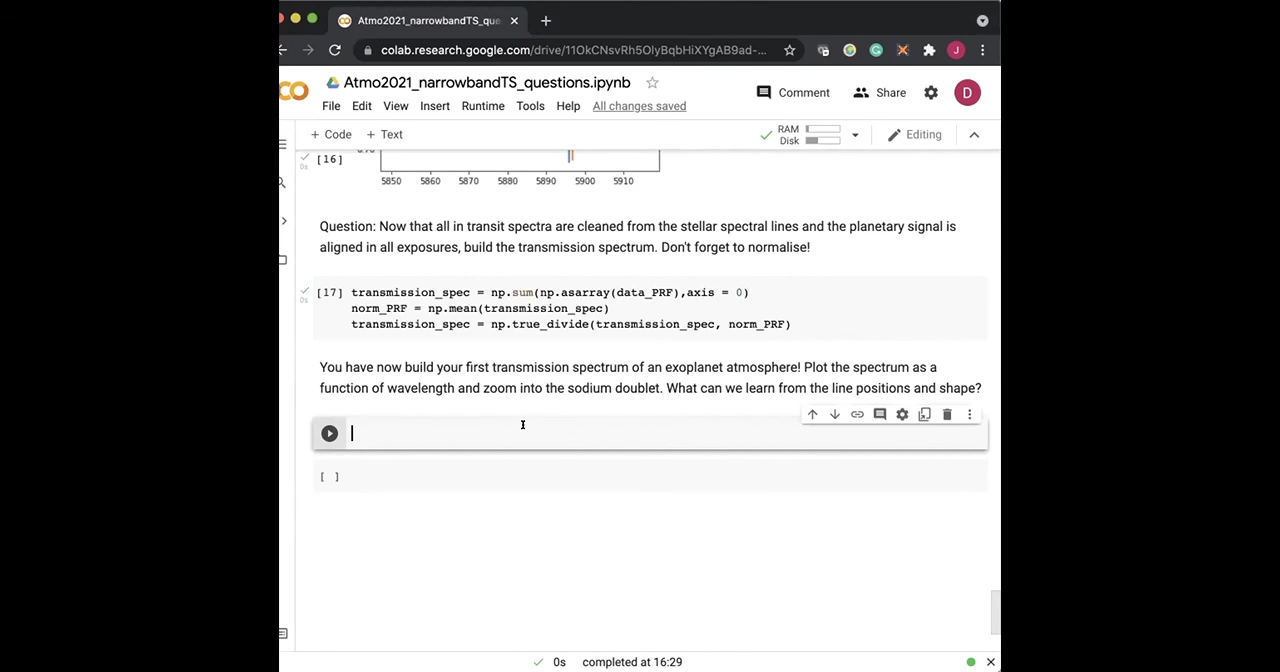 Atmo2021_narrowbandTS_que
colab.research.google.com/drive/11OkCNsvRh5OlyBqbHiXYgAB9ad-...
J
Atmo2021_narrowbandTS_questions.ipynb
Comment
Share
D
File Edit View Insert Runtime Tools Help All changes saved
+ Code + Text
RAM
Disk
Editing
[16]
0s
5850 5860 5870 5880 5890 5900 5910
Question: Now that all in transit spectra are cleaned from the stellar spectral lines and the planetary signal is
aligned in all exposures, build the transmission spectrum. Don't forget to normalise!
[17] transmission_spec = np.sum(np.asarray(data_PRF),axis = 0)
0s
norm_PRF = np.mean(transmission_spec)
transmission_spec = np.true_divide(transmission_spec, norm_PRF)
You have now build your first transmission spectrum of an exoplanet atmosphere! Plot the spectrum as a
function of wavelength and zoom into the sodium doublet. What can we learn from the line positions and shape?
[ ]
0s completed at 16:29